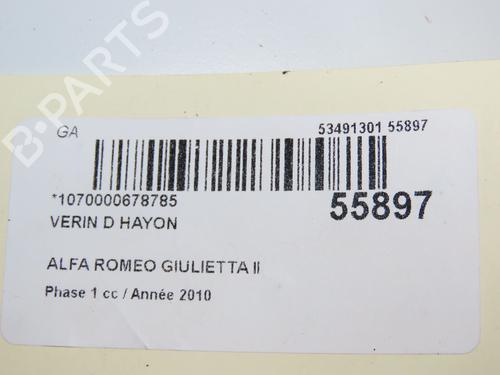 GA
53491301 55897
*1070000678785
55897
VERIN D HAYON
ALFA ROMEO GIULIETTA II
Phase 1 cc / Année 2010
B-PARTS